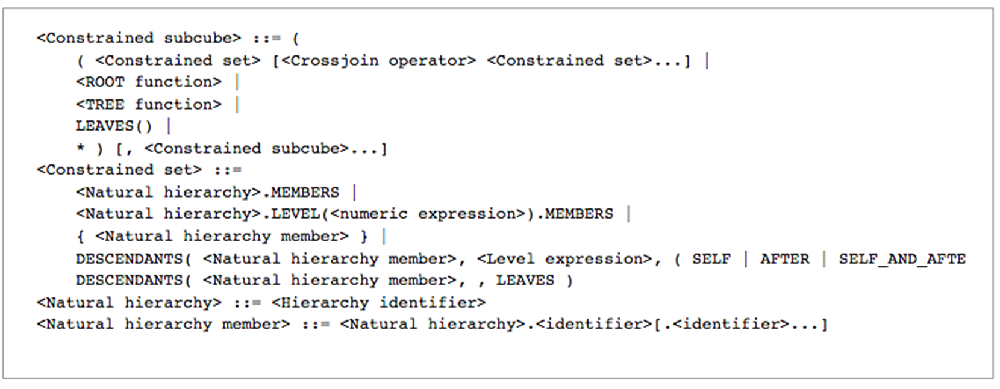 <Constrained subcube> ::= (
( <Constrained set> [<Crossjoin operator> <Constrained set>...] |
<ROOT function> |
<TREE function> |
LEAVES() |
* ) [, <Constrained subcube>...]
<Constrained set> ::=
<Natural hierarchy>.MEMBERS |
<Natural hierarchy>.LEVEL(<numeric expression>).MEMBERS |
{ <Natural hierarchy member> } |
DESCENDANTS( <Natural hierarchy member>, <Level expression>, ( SELF | AFTER | SELF_AND_AFTE
DESCENDANTS( <Natural hierarchy member>, , LEAVES )
<Natural hierarchy> ::= <Hierarchy identifier>
<Natural hierarchy member> ::= <Natural hierarchy>.<identifier>[.<identifier>...]